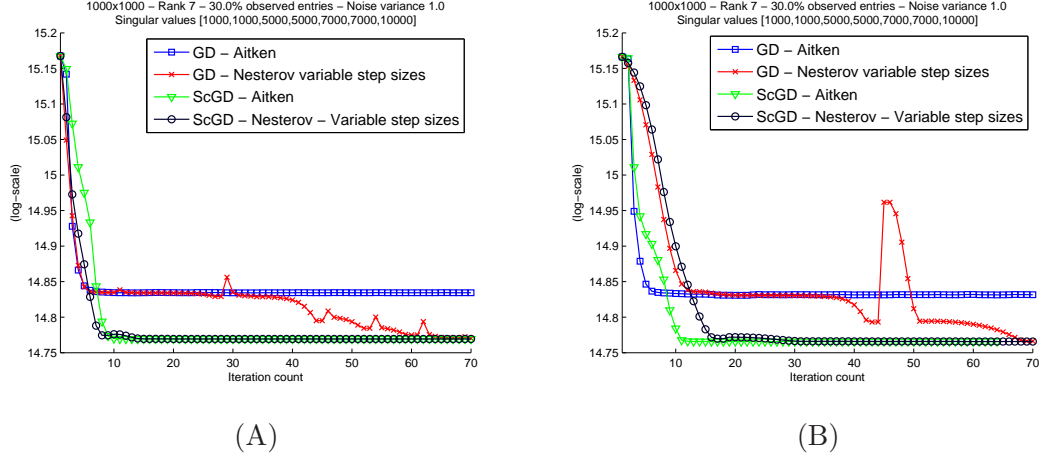 1000x1000 – Rank 7 – 30.0% observed entries – Noise variance 1.0
Singular values [1000,1000,5000,5000,7000,7000,10000]
15.2
15.15
15.1
15.05
15
14.95
14.9
14.85
14.8
14.75
(log−scale)
GD – Aitken
GD – Nesterov variable step sizes
ScGD – Aitken
ScGD – Nesterov – Variable step sizes
0 10 20 30 40 50 60 70
Iteration count
(A)
1000x1000 – Rank 7 – 30.0% observed entries – Noise variance 1.0
Singular values [1000,1000,5000,5000,7000,7000,10000]
15.2
15.15
15.1
15.05
15
14.95
14.9
14.85
14.8
14.75
(log−scale)
GD – Aitken
GD – Nesterov variable step sizes
ScGD – Aitken
ScGD – Nesterov – Variable step sizes
0 10 20 30 40 50 60 70
Iteration count
(B)